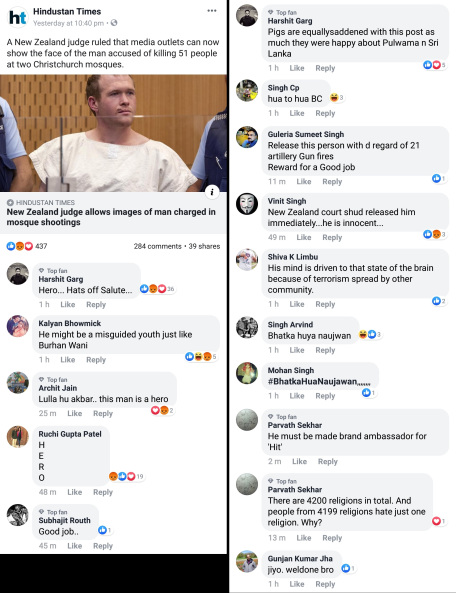 ht
Hindustan Times
Yesterday at 10:40 pm •
A New Zealand judge ruled that media outlets can now
show the face of the man accused of killing 51 people
at two Christchurch mosques.
i
HINDUSTAN TIMES
New Zealand judge allows images of man charged in
mosque shootings
437
284 comments • 39 shares
Top fan
Harshit Garg
Hero... Hats off Salute...
26
1 h Like Reply
Kalyan Bhowmick
He might be a misguided youth just like
Burhan Wani
5
1 h Like Reply
Top fan
Archit Jain
Lulla hu akbar.. this man is a hero
2
25 m Like Reply
Ruchi Gupta Patel
H
E
R
O
19
48 m Like Reply
Top fan
Subhajit Routh
Good job..
1
45 m Like Reply
Top fan
Harshit Garg
Pigs are equallysaddened with this post as
much they were happy about Pulwama n Sri
Lanka
5
1 h Like Reply
Singh Cp
hua to hua BC
3
1 h Like Reply
Guleria Sumeet Singh
Release this person with d regard of 21
artillery Gun fires
Reward for a Good job
1
11 m Like Reply
Vinit Singh
New Zealand court shud released him
immediately...he is innocent...
3
49 m Like Reply
Shiva K Limbu
His mind is driven to that state of the brain
because of terrorism spread by other
community.
2
1 h Like Reply
Singh Arvind
Bhatka huya naujwan
3
1 h Like Reply
Mohan Singh
#BhatkaHuaNaujawan,,,,,,
1
1 h Like Reply
Top fan
Parvath Sekhar
He must be made brand ambassador for
'Hit'
2 m Like Reply
Top fan
Parvath Sekhar
There are 4200 religions in total. And
people from 4199 religions hate just one
religion. Why?
1
13 m Like Reply
Gunjan Kumar Jha
jiyo. weldone bro
1
1 h Like Reply